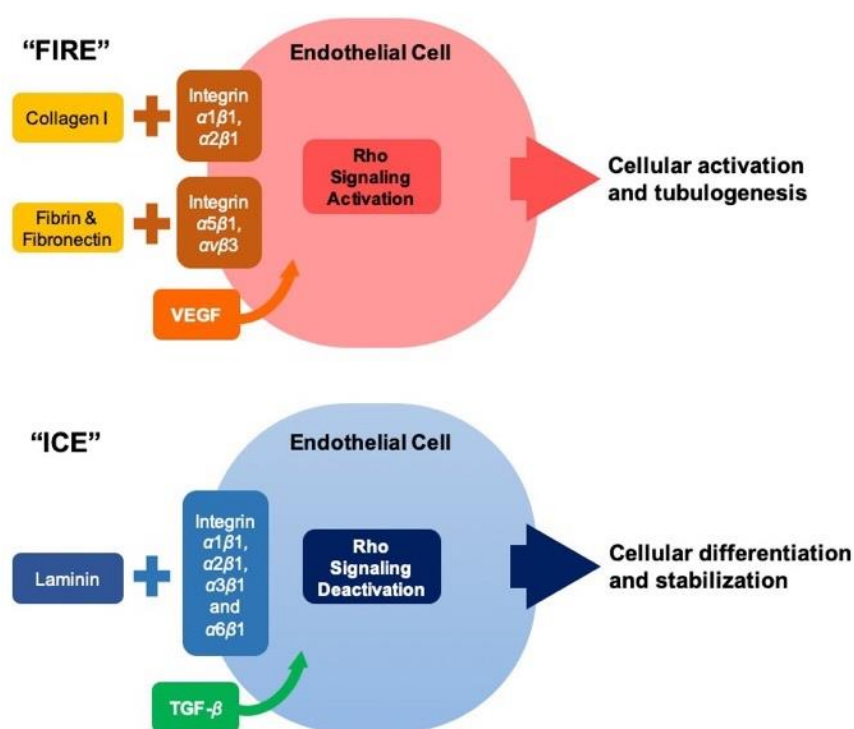 “FIRE”
Endothelial Cell
Collagen I
Integrin
α1β1,
α2β1
Rho
Signaling
Activation
Cellular activation
and tubulogenesis
Fibrin &
Fibronectin
Integrin
α5β1,
αvβ3
VEGF
“ICE”
Endothelial Cell
Laminin
Integrin
α1β1,
α2β1,
α3β1
and
α6β1
Rho
Signaling
Deactivation
Cellular differentiation
and stabilization
TGF-β